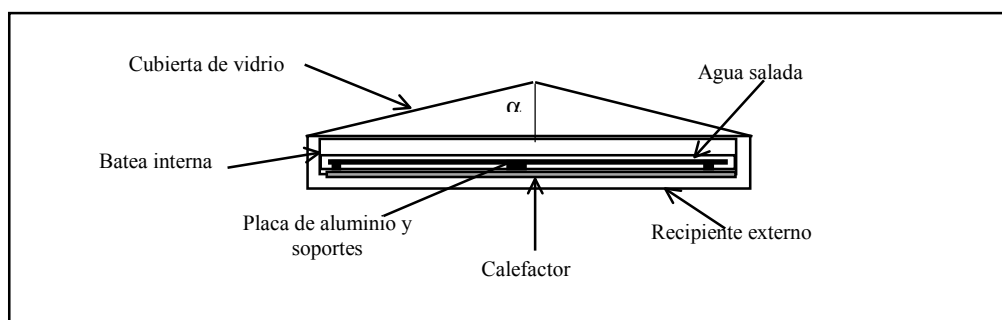 Cubierta de vidrio
Agua salada
α
Batea interna
Placa de aluminio y
soportes
Recipiente externo
Calefactor